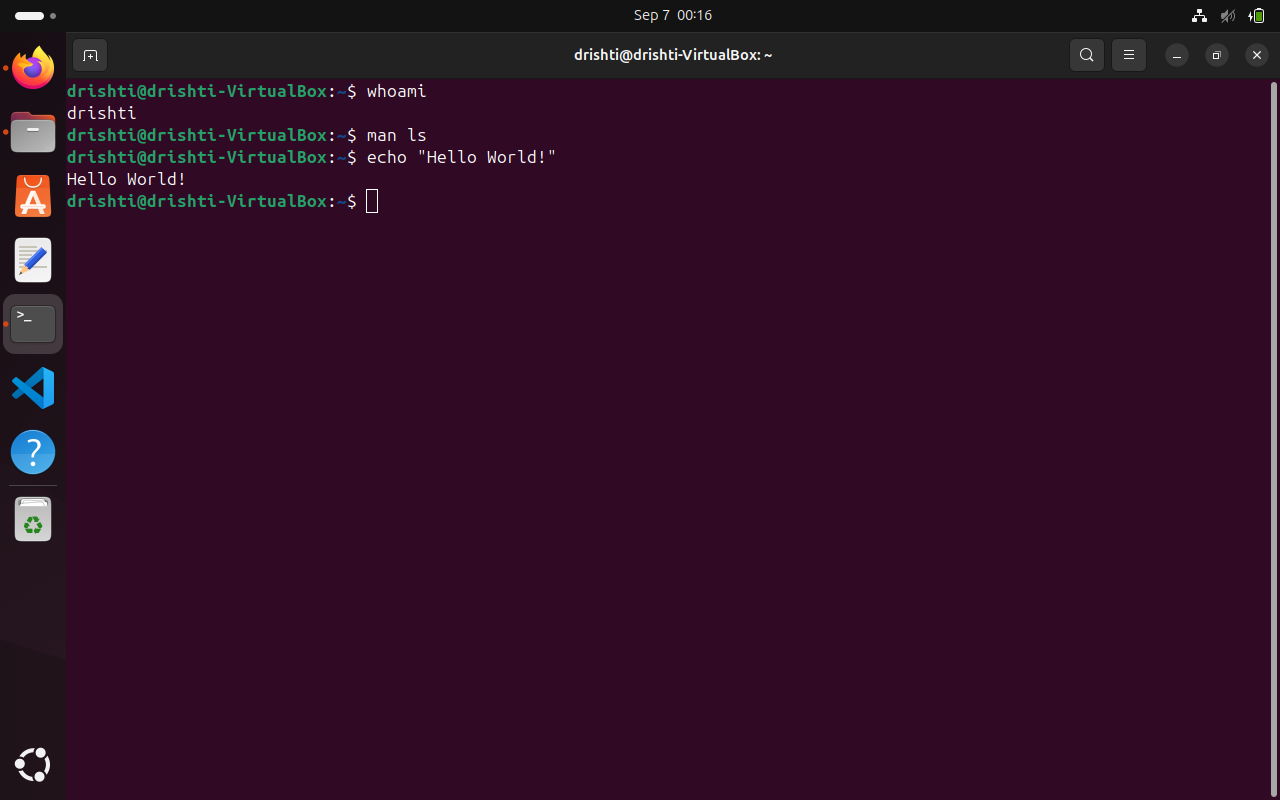 Sep 7 00:16
drishti@drishti-VirtualBox: ~
drishti@drishti-VirtualBox:~$ whoami
drishti
drishti@drishti-VirtualBox:~$ man ls
drishti@drishti-VirtualBox:~$ echo "Hello World!"
Hello World!
drishti@drishti-VirtualBox:~$